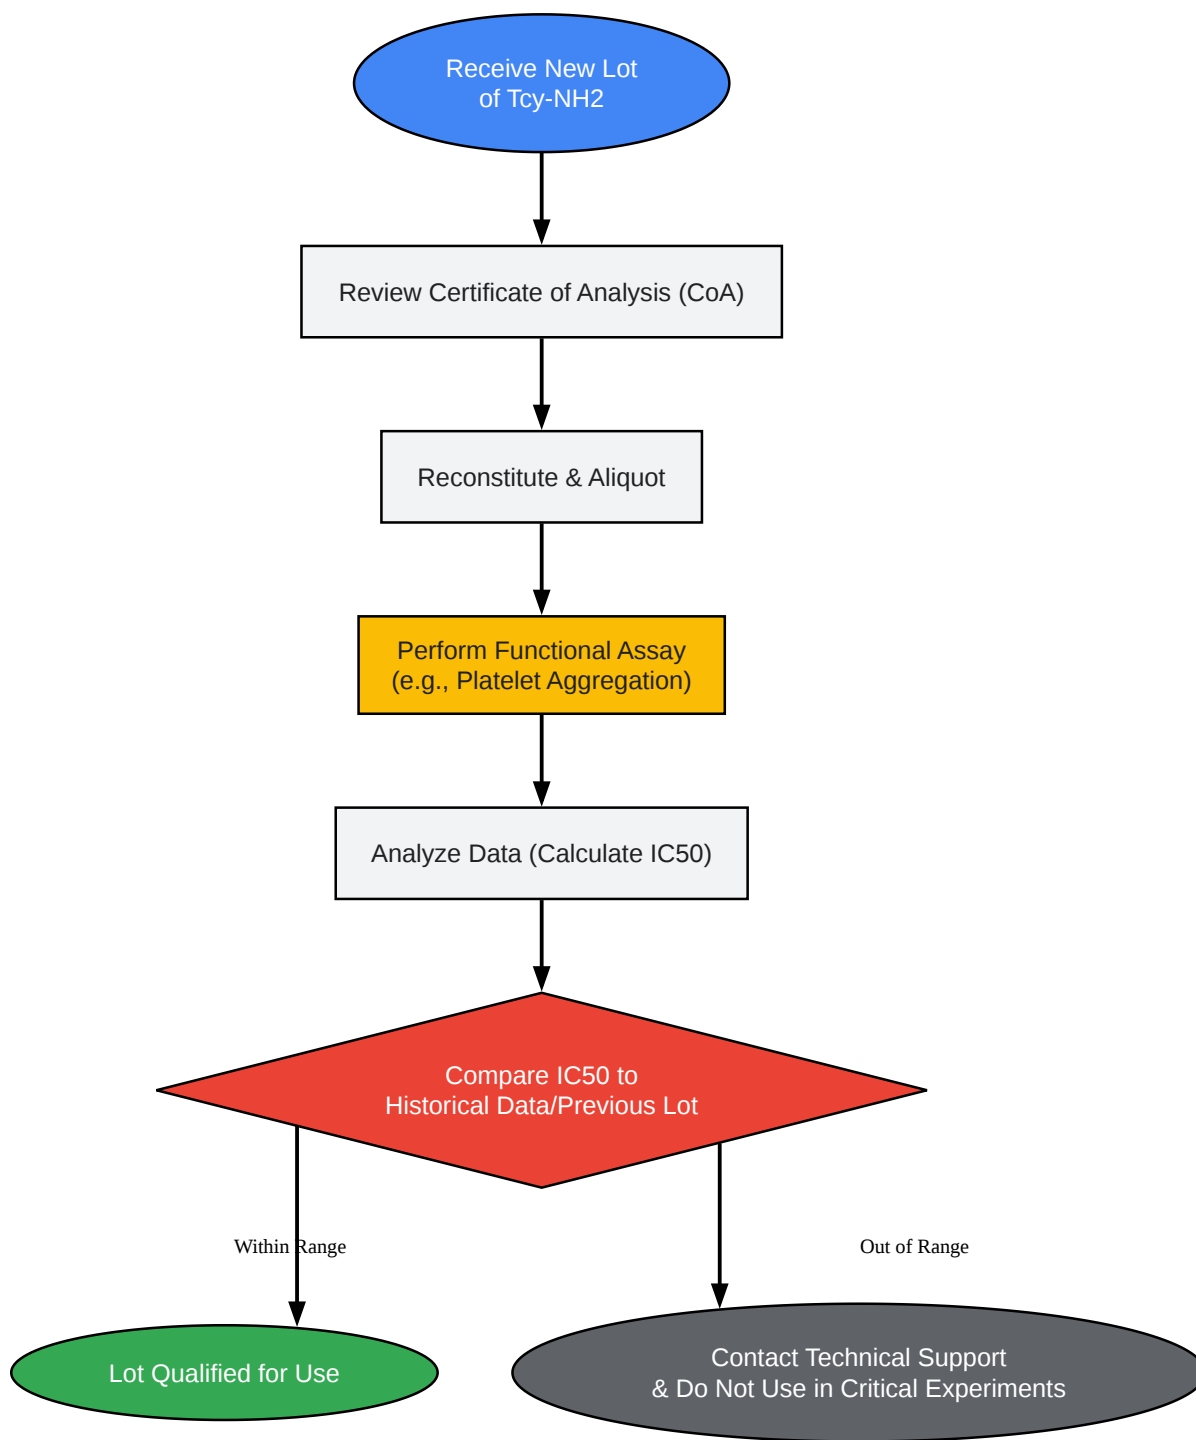 Receive New Lot
of Tcy-NH2
Review Certificate of Analysis (CoA)
Reconstitute & Aliquot
Perform Functional Assay
(e.g., Platelet Aggregation)
Analyze Data (Calculate IC50)
Compare IC50 to
Historical Data/Previous Lot
Within Range
Out of Range
Lot Qualified for Use
Contact Technical Support
& Do Not Use in Critical Experiments